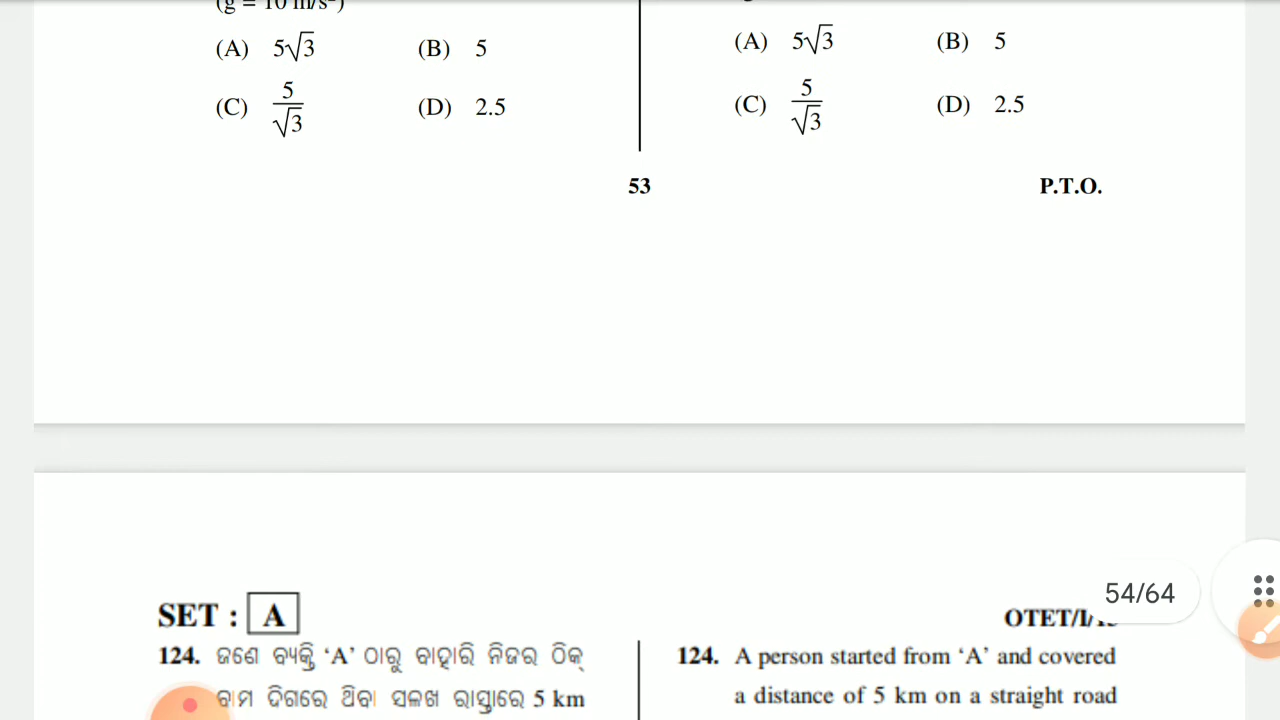 (g = 10 m/s²)
(A) 5√3 (B) 5
(C) 5/√3 (D) 2.5
(A) 5√3 (B) 5
(C) 5/√3 (D) 2.5
53
P.T.O.
54/64
SET : A
OTET/I/
124. ଜଣେ ବ୍ୟକ୍ତି ‘A’ ଠାରୁ ବାହାରି ନିଜର ଠିକ୍
ବାମ ଦିଗରେ ଥିବା ସଳଖ ରାସ୍ତାରେ 5 km
124. A person started from ‘A’ and covered
a distance of 5 km on a straight road